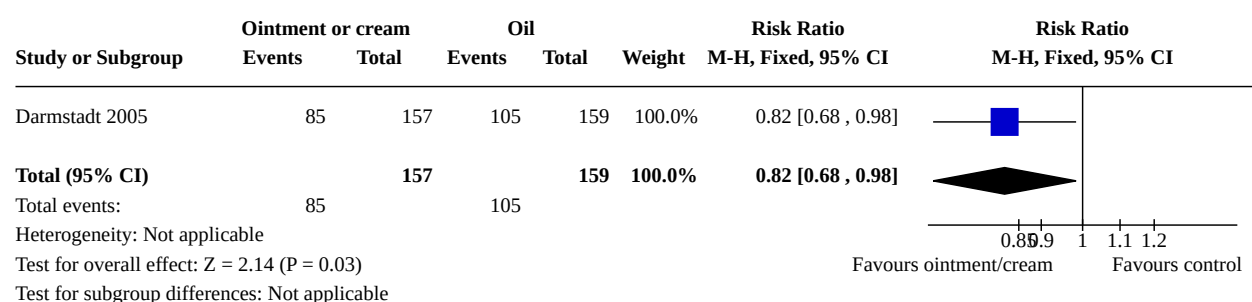 Ointment or cream Oil Risk Ratio Risk Ratio
Study or Subgroup Events Total Events Total Weight M-H, Fixed, 95% CI M-H, Fixed, 95% CI
Darmstadt 2005 85 157 105 159 100.0% 0.82 [0.68 , 0.98]
Total (95% CI) 157 159 100.0% 0.82 [0.68 , 0.98]
Total events: 85 105
Heterogeneity: Not applicable 0.85 0.9 1 1.1 1.2
Test for overall effect: Z = 2.14 (P = 0.03) Favours ointment/cream Favours control
Test for subgroup differences: Not applicable